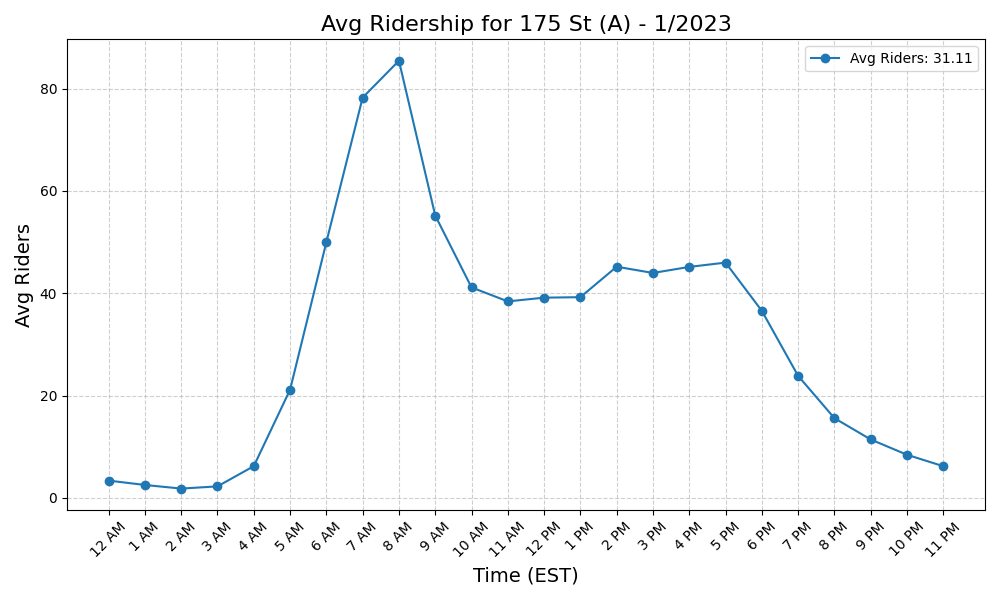 Avg Ridership for 175 St (A) - 1/2023
Avg Riders: 31.11
Avg Riders
80
60
40
20
0
12 AM
1 AM
2 AM
3 AM
4 AM
5 AM
6 AM
7 AM
8 AM
9 AM
10 AM
11 AM
12 PM
1 PM
2 PM
3 PM
4 PM
5 PM
6 PM
7 PM
8 PM
9 PM
10 PM
11 PM
Time (EST)